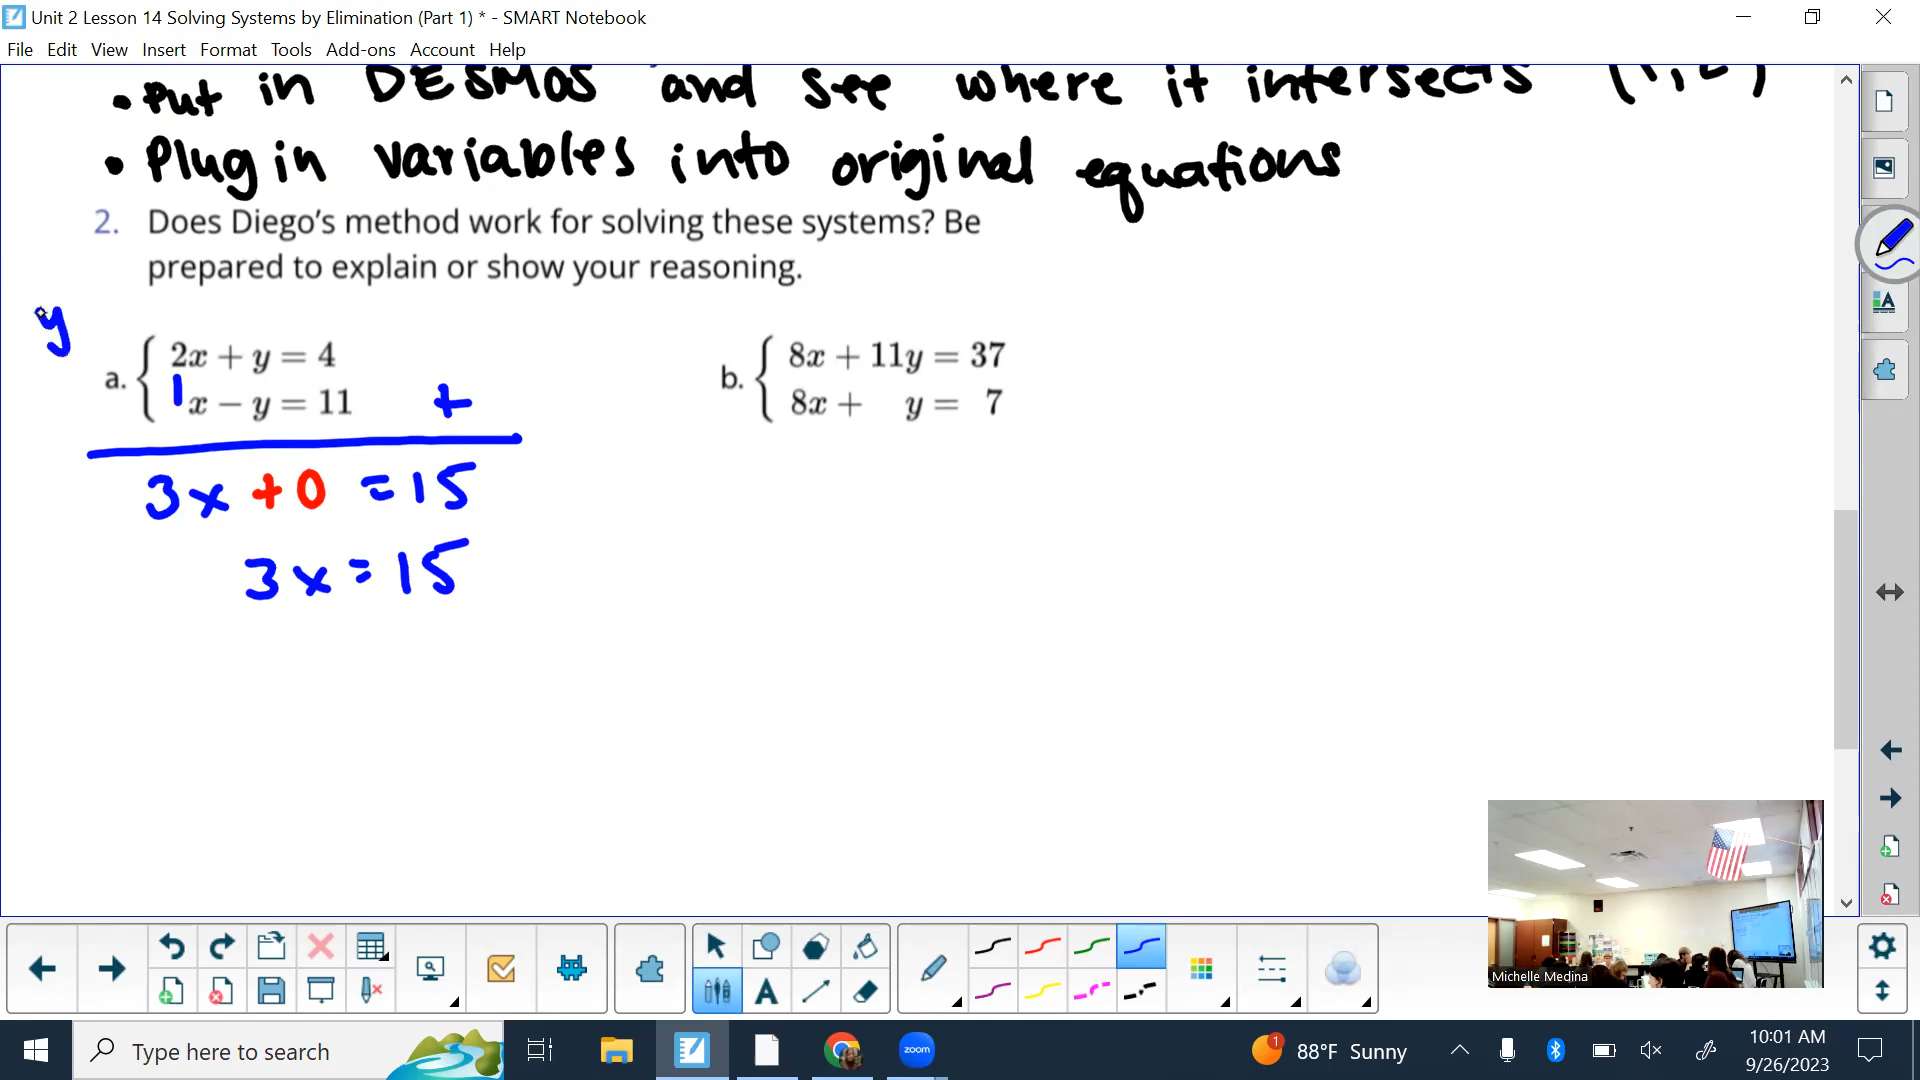 Unit 2 Lesson 14 Solving Systems by Elimination (Part 1) * - SMART Notebook
File Edit View Insert Format Tools Add-ons Account Help
• Put in DESMOS and see where it intersects
• Plug in variables into original equations
2. Does Diego's method work for solving these systems? Be
prepared to explain or show your reasoning.
y
a. { 2x + y = 4
1x − y = 11 +
3x + 0 = 15
3x = 15
b. { 8x + 11y = 37
8x + y = 7
Michelle Medina
Type here to search
zoom
1
88°F Sunny
10:01 AM
9/26/2023